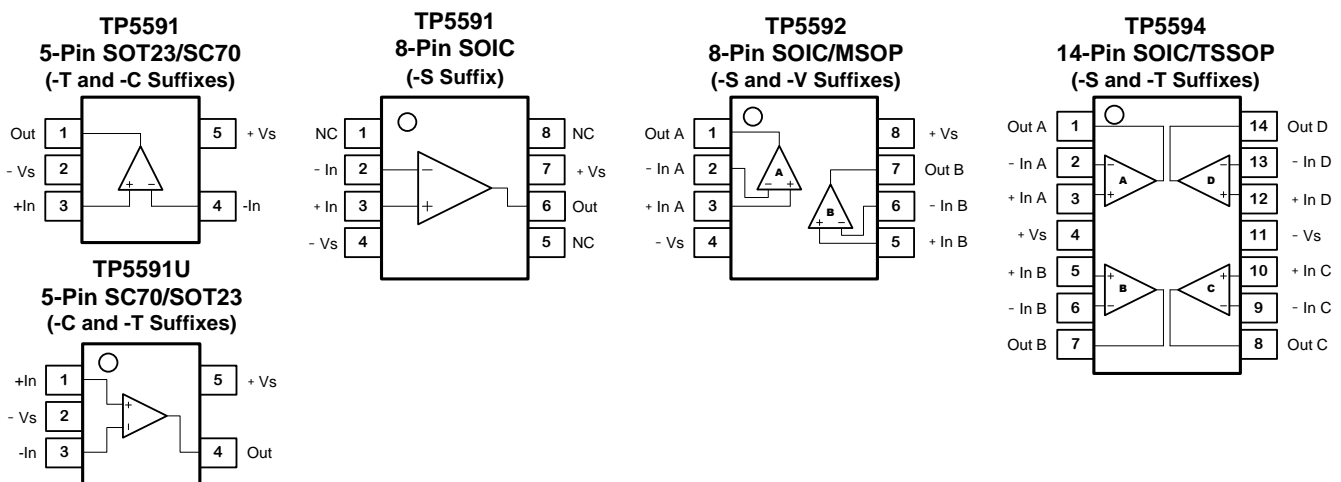 TP5591
5-Pin SOT23/SC70
(-T and -C Suffixes)
Out 1
5 + Vs
- Vs 2
+In 3
4 -In
+ -
TP5591
8-Pin SOIC
(-S Suffix)
NC 1
8 NC
- In 2
7 + Vs
+ In 3
6 Out
- Vs 4
5 NC
-
+
TP5592
8-Pin SOIC/MSOP
(-S and -V Suffixes)
Out A 1
8 + Vs
- In A 2
7 Out B
+ In A 3
6 - In B
- Vs 4
5 + In B
A
- +
B
+ -
TP5594
14-Pin SOIC/TSSOP
(-S and -T Suffixes)
Out A 1
14 Out D
- In A 2
13 - In D
+ In A 3
12 + In D
+ Vs 4
11 - Vs
+ In B 5
10 + In C
- In B 6
9 - In C
Out B 7
8 Out C
-
A
+
-
D
+
+
B
-
+
C
-
TP5591U
5-Pin SC70/SOT23
(-C and -T Suffixes)
+In 1
5 + Vs
- Vs 2
-In 3
4 Out
+
-